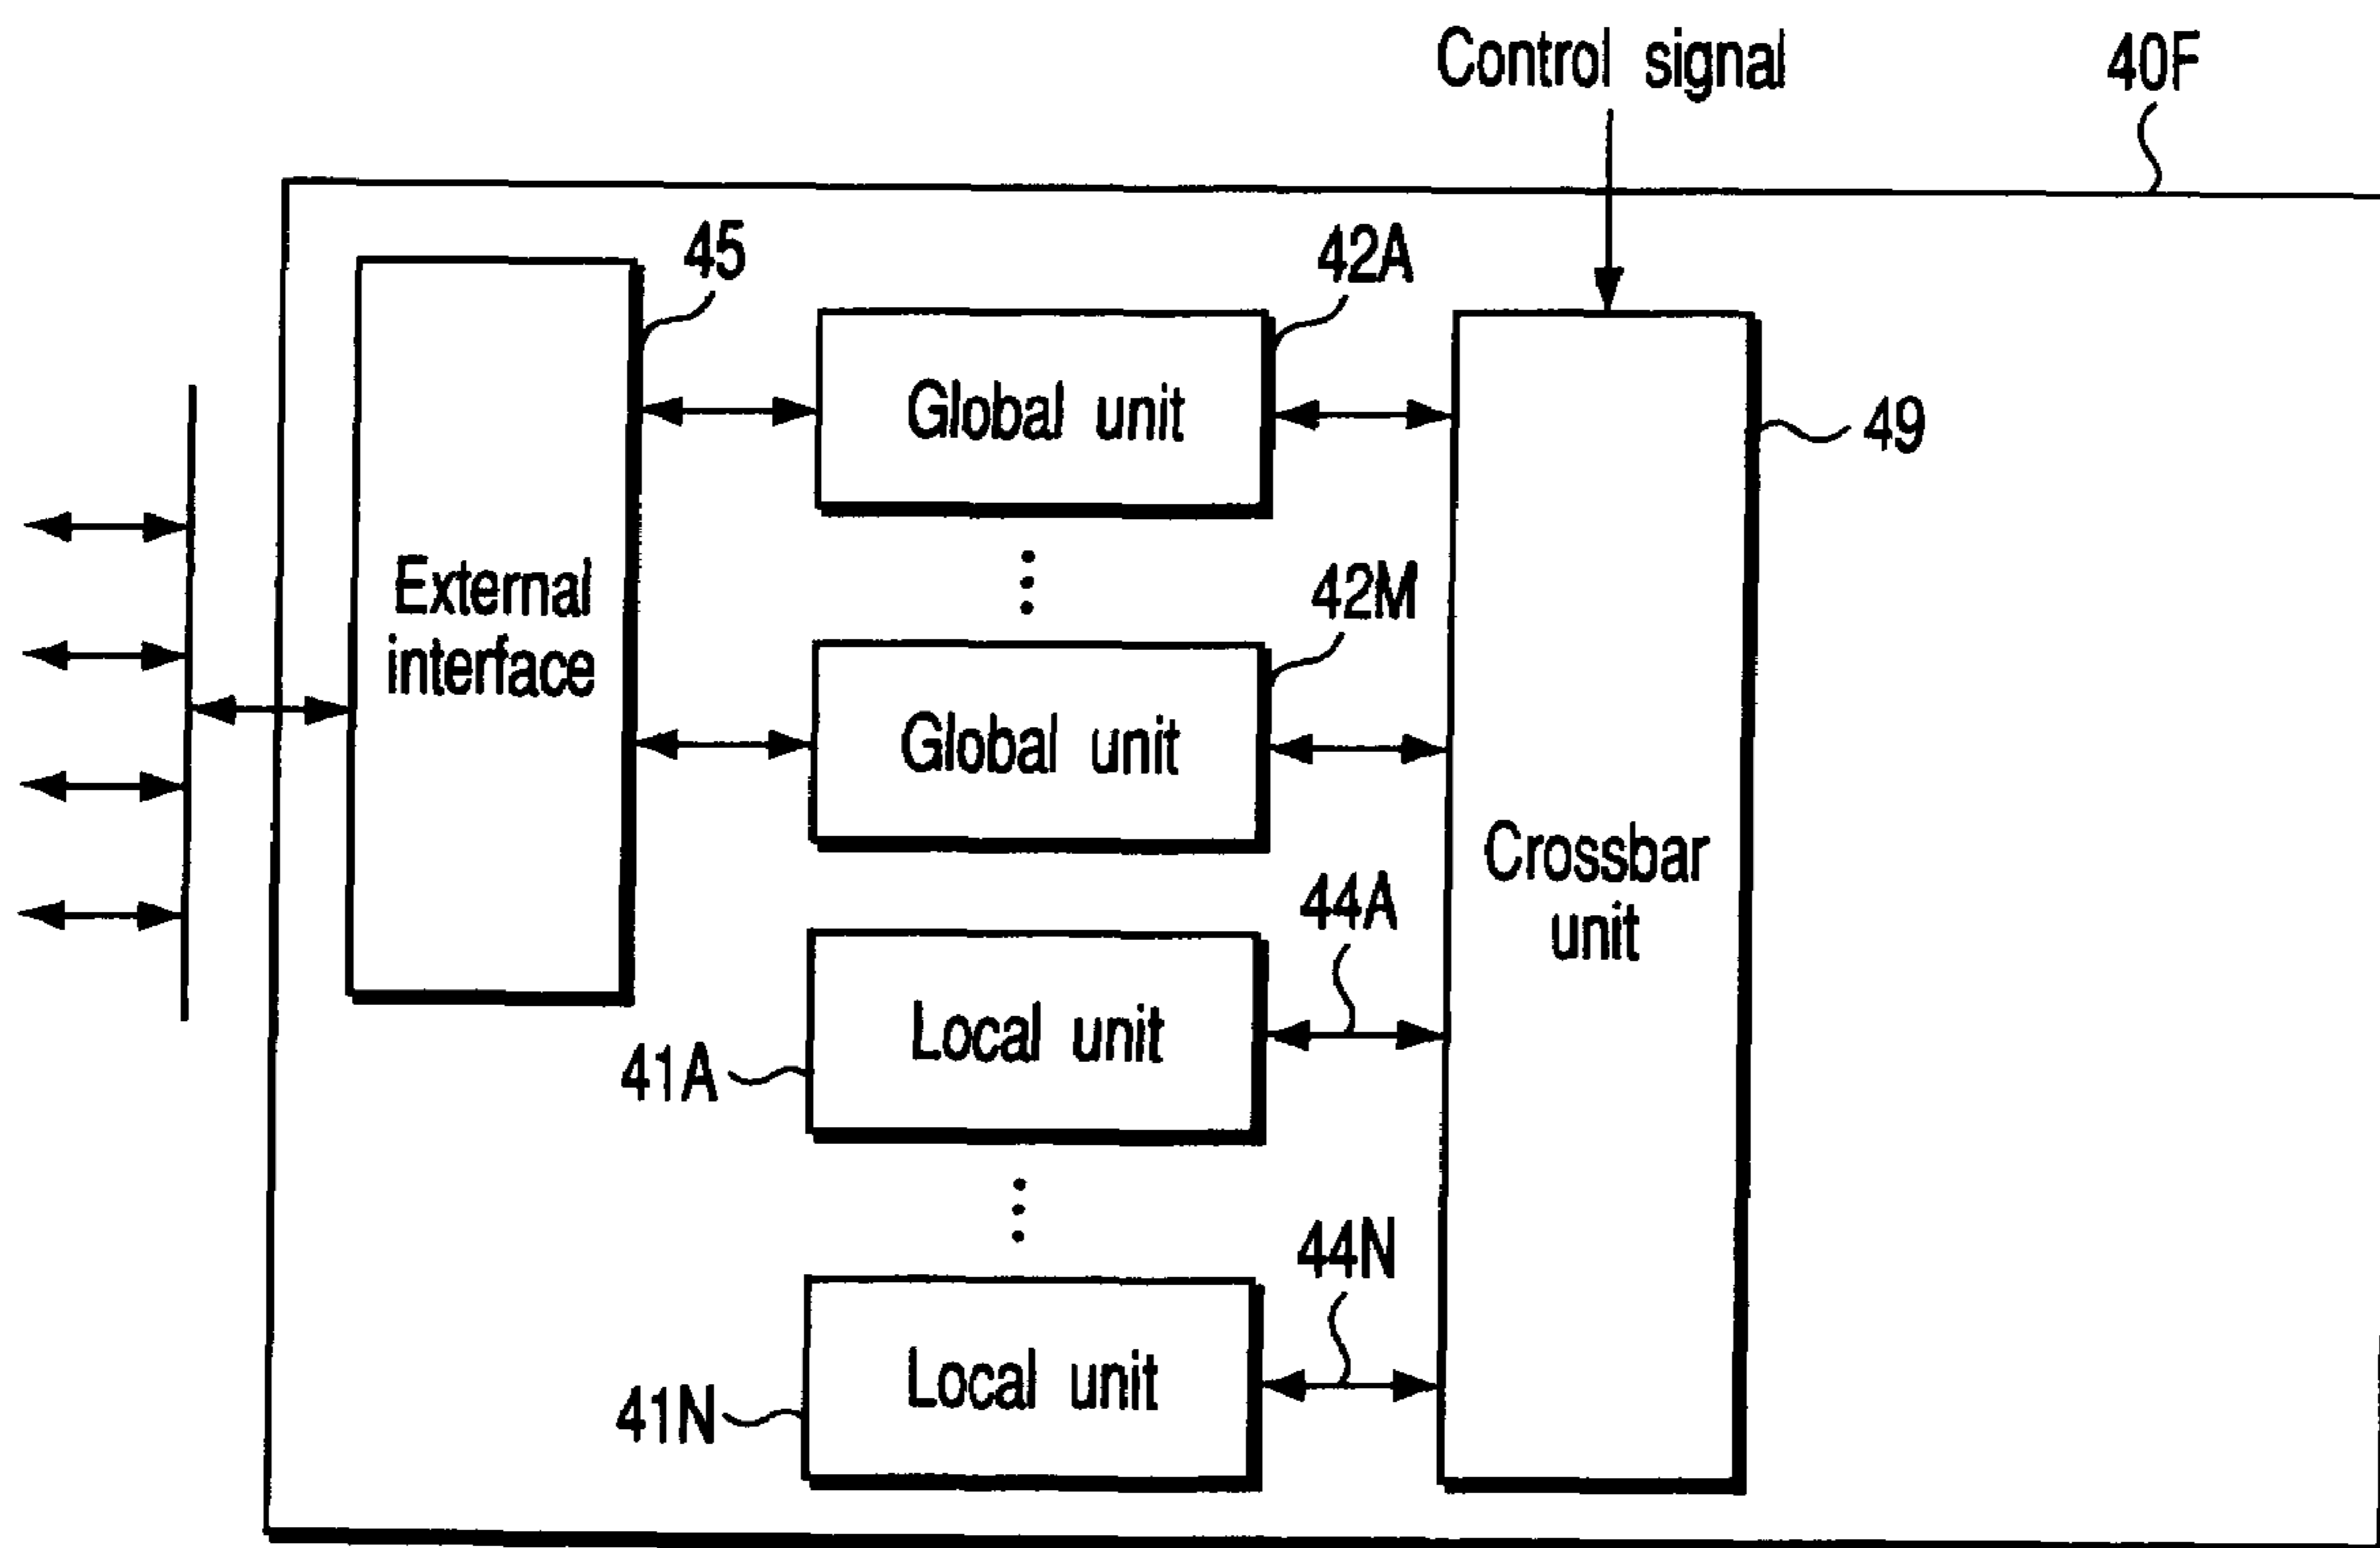 Control signal
40F
45
42A
Global unit
49
42M
External
interface
Global unit
Crossbar
unit
44A
Local unit
41A
44N
Local unit
41N